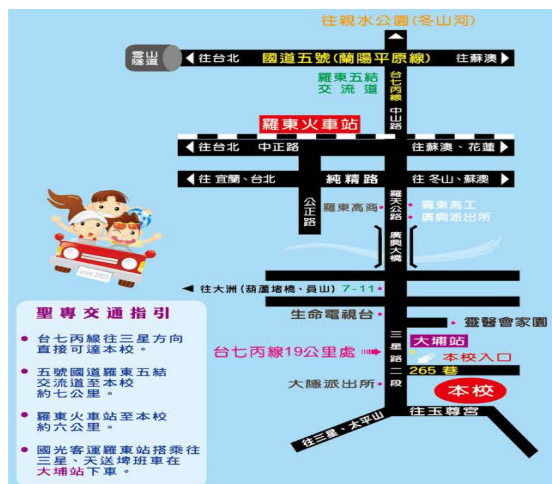 往親水公園(冬山河)
雪山
隧道
往台北 國道五號(蘭陽平原線) 往蘇澳
羅東五結
交流道
台七丙線
中山路
羅東火車站
往台北 中正路 往蘇澳、花蓮
往宜蘭、台北 純精路 往冬山、蘇澳
公正路
羅東高商
羅天公路
羅東高工
廣興派出所
廣興大橋
往大洲(葫蘆堵橋、員山) 7-11
生命電視台
靈醫會家園
三星路二段
大埔站
台七丙線19公里處
本校入口
265巷
大隱派出所
本校
往玉尊宮
往三星、太平山
聖專交通指引
台七丙線往三星方向
直接可達本校。
五號國道羅東五結
交流道至本校
約七公里。
羅東火車站至本校
約六公里。
國光客運羅東站搭乘往
三星、天送埤班車在
大埔站下車。